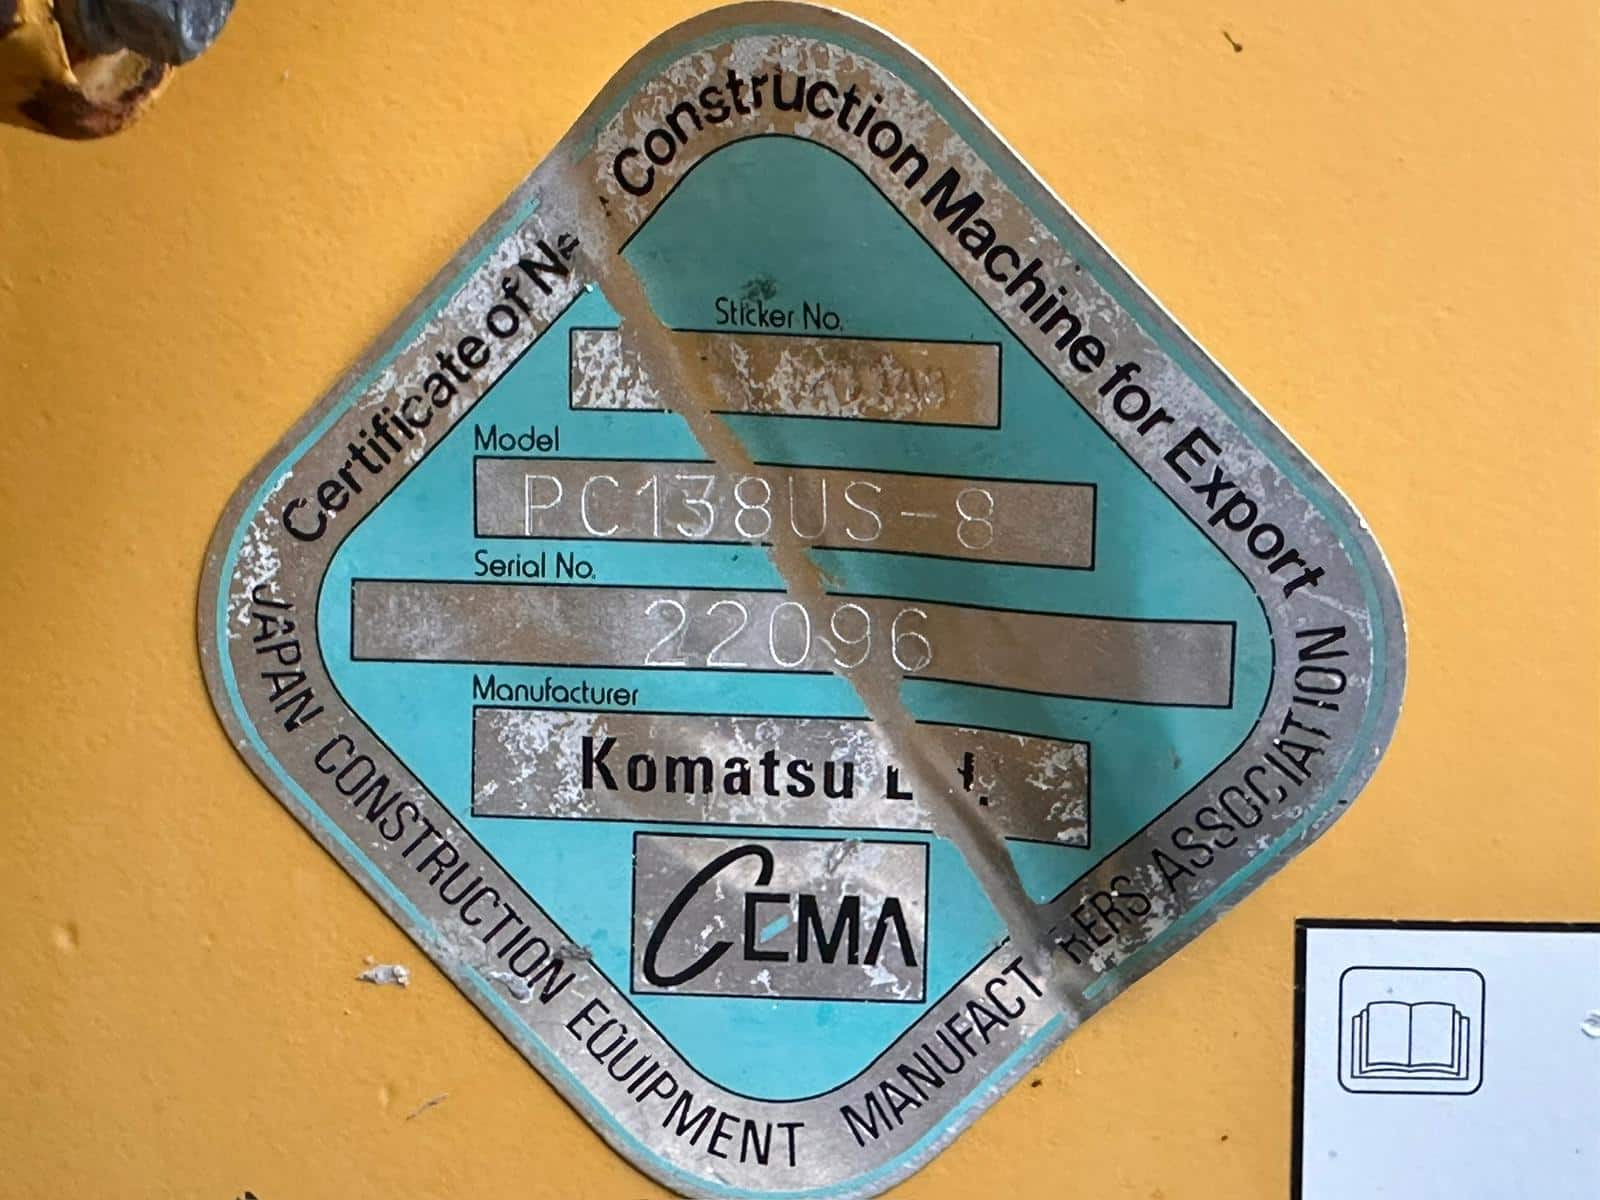 Certificate of
Construction Machine for Export
Sticker No.
Model
PC138US-8
Serial No.
22096
Manufacturer
Komatsu
CEMA
JAPAN CONSTRUCTION EQUIPMENT MANUFACT ERS ASSOCIATION